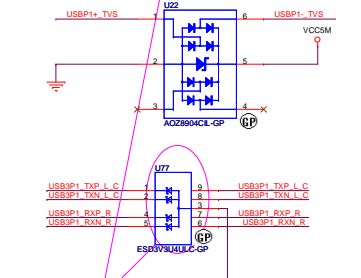 U22
USBP1+_TVS 1 6 USBP1-_TVS
VCC5M
2 5
3 4
AOZ8904CIL-GP GP
U77
USB3P1_TXP_L_C 1 9 USB3P1_TXP_L_C
USB3P1_TXN_L_C 2 8 USB3P1_TXN_L_C
3
USB3P1_RXP_R 4 7 USB3P1_RXP_R
USB3P1_RXN_R 5 6 USB3P1_RXN_R
ESD3V3U4ULC-GP GP